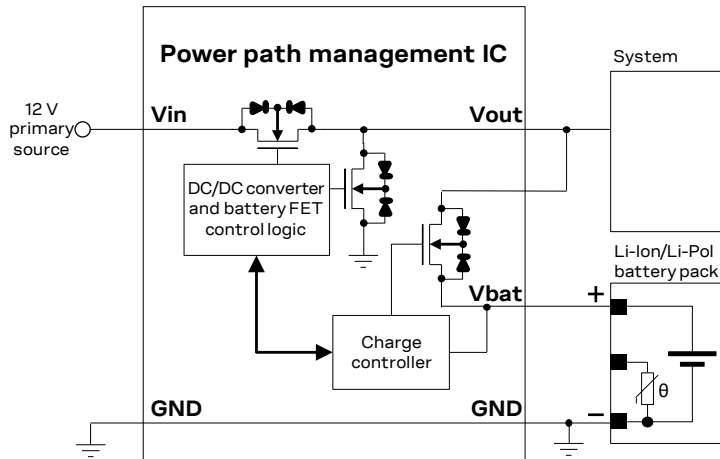 Power path management IC
System
12 V
primary
source
Vin
Vout
DC/DC converter
and battery FET
control logic
Li-Ion/Li-Pol
battery pack
Vbat
+
Charge
controller
θ
GND
GND
−